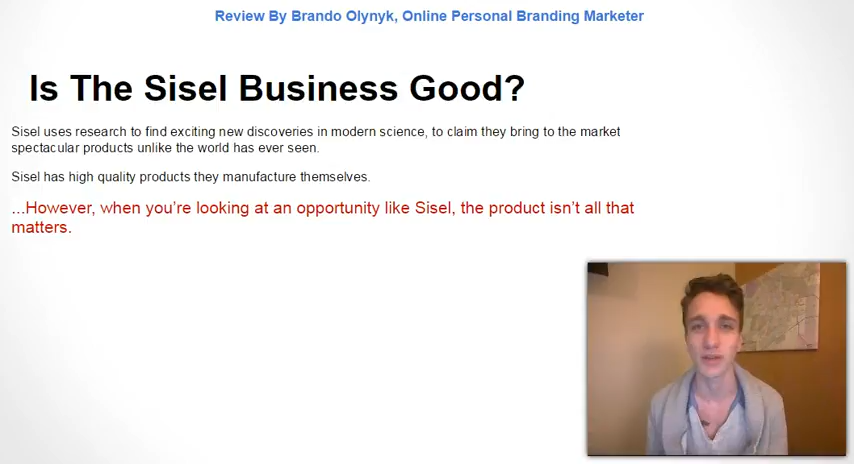 Review By Brando Olynyk, Online Personal Branding Marketer
Is The Sisel Business Good?
Sisel uses research to find exciting new discoveries in modern science, to claim they bring to the market
spectacular products unlike the world has ever seen.
Sisel has high quality products they manufacture themselves.
...However, when you’re looking at an opportunity like Sisel, the product isn’t all that
matters.